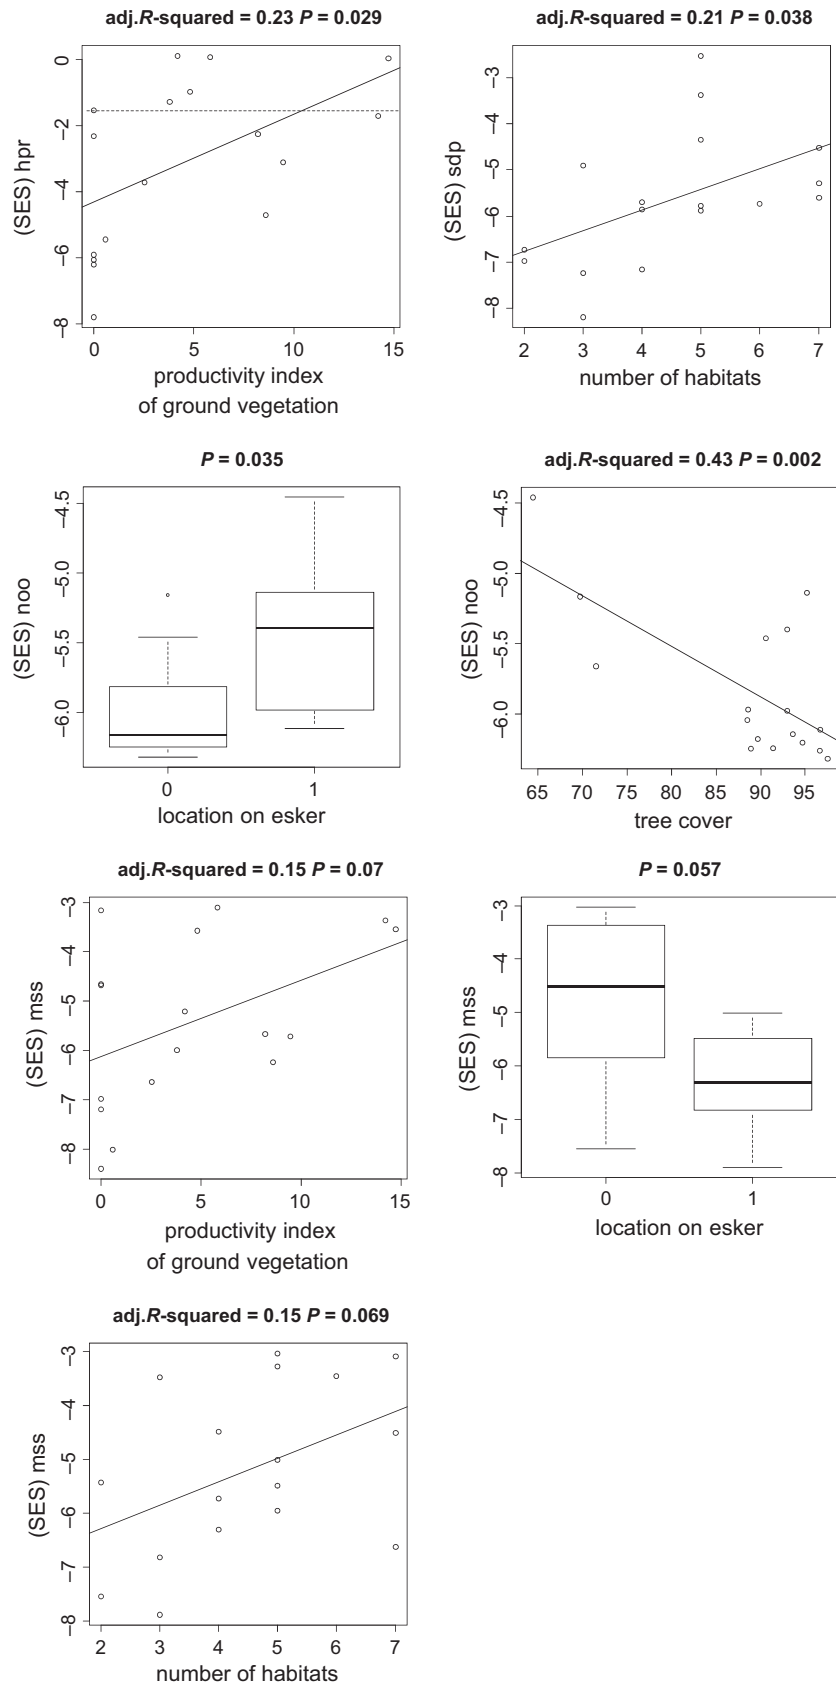 adj.R-squared = 0.23 P = 0.029
(SES) hpr
0
−2
−4
−6
−8
0 5 10 15
productivity index
of ground vegetation
adj.R-squared = 0.21 P = 0.038
(SES) sdp
−3
−4
−5
−6
−7
−8
2 3 4 5 6 7
number of habitats
P = 0.035
(SES) noo
−4.5
−5.0
−5.5
−6.0
0 1
location on esker
adj.R-squared = 0.43 P = 0.002
(SES) noo
−4.5
−5.0
−5.5
−6.0
65 70 75 80 85 90 95
tree cover
adj.R-squared = 0.15 P = 0.07
(SES) mss
−3
−4
−5
−6
−7
−8
0 5 10 15
productivity index
of ground vegetation
P = 0.057
(SES) mss
−3
−4
−5
−6
−7
−8
0 1
location on esker
adj.R-squared = 0.15 P = 0.069
(SES) mss
−3
−4
−5
−6
−7
−8
2 3 4 5 6 7
number of habitats